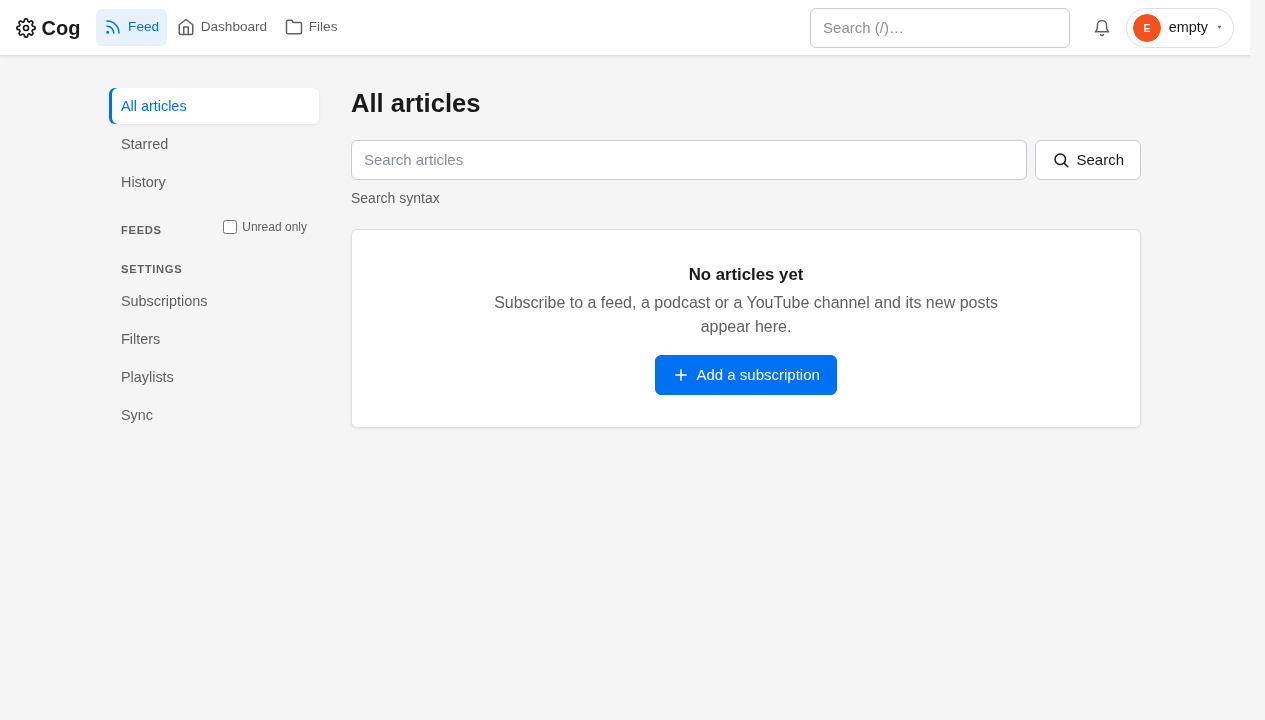 Cog
Feed
Dashboard
Files
Search (/)…
E
empty
All articles
Starred
History
FEEDS
Unread only
SETTINGS
Subscriptions
Filters
Playlists
Sync
All articles
Search articles
Search
Search syntax
No articles yet
Subscribe to a feed, a podcast or a YouTube channel and its new posts
appear here.
Add a subscription